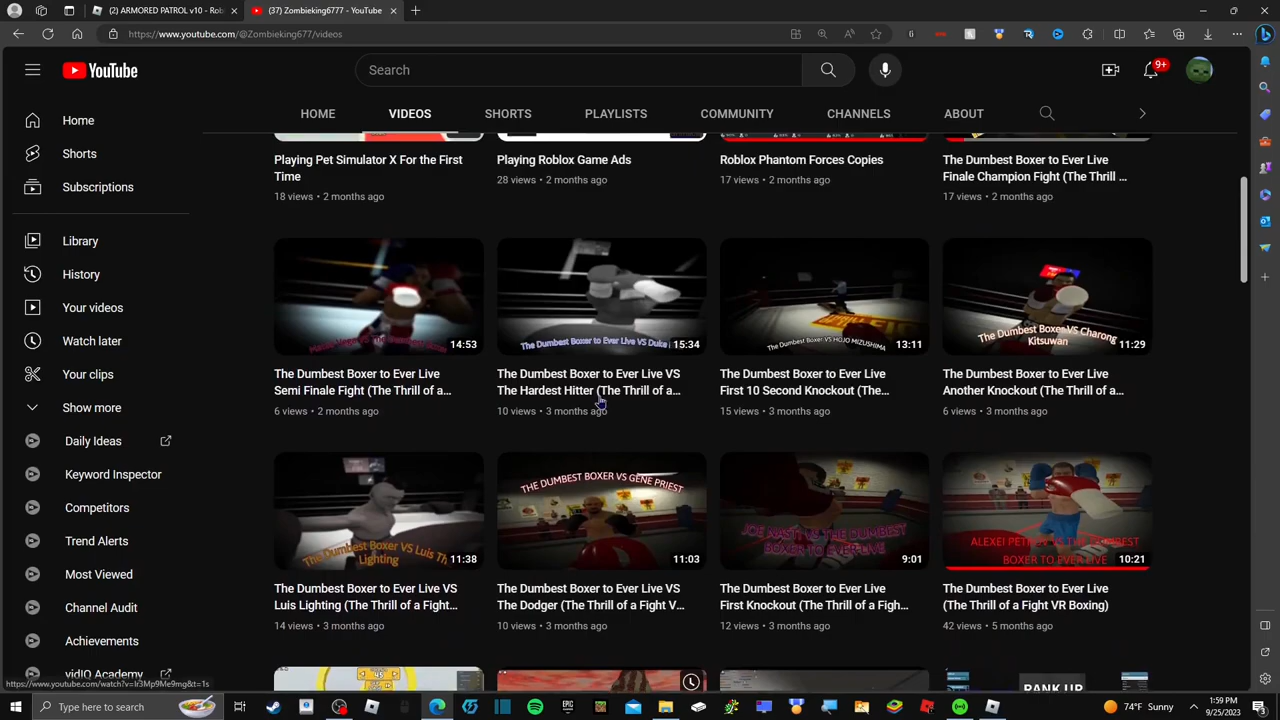 ARMORED PATROL v10 - Rob
(37) Zombieking6777 - YouTube
https://www.youtube.com/@Zombieking6777/videos
YouTube
Search
9+
HOME
VIDEOS
SHORTS
PLAYLISTS
COMMUNITY
CHANNELS
ABOUT
Home
Shorts
Subscriptions
Library
History
Your videos
Watch later
Your clips
Show more
Daily Ideas
Keyword Inspector
Competitors
Trend Alerts
Most Viewed
Channel Audit
Achievements
vidIQ Academy
Playing Pet Simulator X For the First
Time
18 views • 2 months ago
Playing Roblox Game Ads
28 views • 2 months ago
Roblox Phantom Forces Copies
17 views • 2 months ago
The Dumbest Boxer to Ever Live
Finale Champion Fight (The Thrill ...
17 views • 2 months ago
14:53
The Dumbest Boxer to Ever Live
Semi Finale Fight (The Thrill of a...
6 views • 2 months ago
The Dumbest Boxer to Ever Live VS Duke
15:34
The Dumbest Boxer to Ever Live VS
The Hardest Hitter (The Thrill of a...
10 views • 3 months ago
The Dumbest Boxer VS HOJO MIZUSHIMA
13:11
The Dumbest Boxer to Ever Live
First 10 Second Knockout (The...
15 views • 3 months ago
The Dumbest Boxer VS Charong
Kitsuwan
11:29
The Dumbest Boxer to Ever Live
Another Knockout (The Thrill of a...
6 views • 3 months ago
The Dumbest Boxer VS Luis Th
Lighting
11:38
The Dumbest Boxer to Ever Live VS
Luis Lighting (The Thrill of a Fight...
14 views • 3 months ago
THE DUMBEST BOXER VS GENE PRIEST
11:03
The Dumbest Boxer to Ever Live VS
The Dodger (The Thrill of a Fight V...
10 views • 3 months ago
JOE VAST VS THE DUMBEST
BOXER TO EVER LIVE
9:01
The Dumbest Boxer to Ever Live
First Knockout (The Thrill of a Figh...
12 views • 3 months ago
ALEXEI PETROV VS THE DUMBEST
BOXER TO EVER LIVE
10:21
The Dumbest Boxer to Ever Live
(The Thrill of a Fight VR Boxing)
42 views • 5 months ago
45
RANK UP
https://www.youtube.com/watch?v=lr3Mp9Me9mg&t=1s
Type here to search
EPIC
74°F Sunny
1:59 PM
9/25/2023